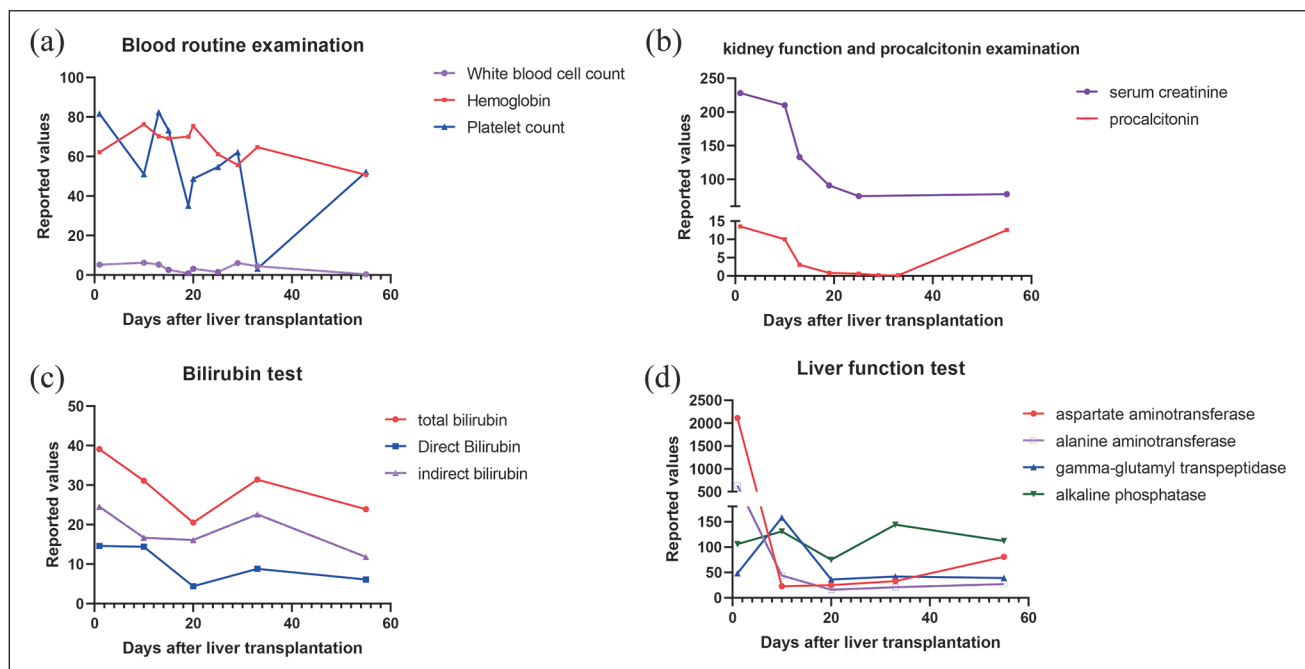 (a)
Blood routine examination
White blood cell count
Hemoglobin
Platelet count
Reported values
100
80
60
40
20
0
0 20 40 60
Days after liver transplantation
(b)
kidney function and procalcitonin examination
serum creatinine
procalcitonin
Reported values
250
200
150
100
15
10
5
0
0 20 40 60
Days after liver transplantation
(c)
Bilirubin test
total bilirubin
Direct Bilirubin
indirect bilirubin
Reported values
50
40
30
20
10
0
0 20 40 60
Days after liver transplantation
(d)
Liver function test
aspartate aminotransferase
alanine aminotransferase
gamma-glutamyl transpeptidase
alkaline phosphatase
Reported values
2500
2000
1500
1000
500
150
100
50
0
0 20 40 60
Days after liver transplantation